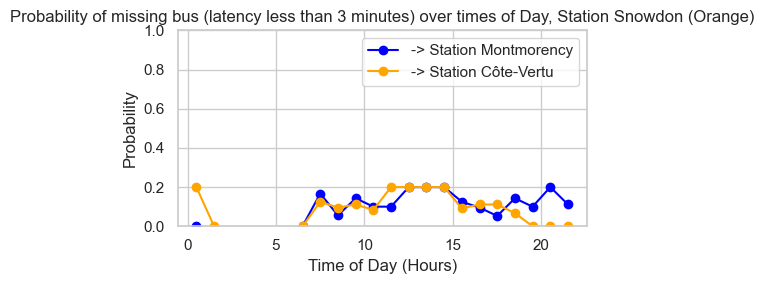 Probability of missing bus (latency less than 3 minutes) over times of Day, Station Snowdon (Orange)
1.0
0.8
0.6
0.4
0.2
0.0
Probability
-> Station Montmorency
-> Station Côte-Vertu
0 5 10 15 20
Time of Day (Hours)